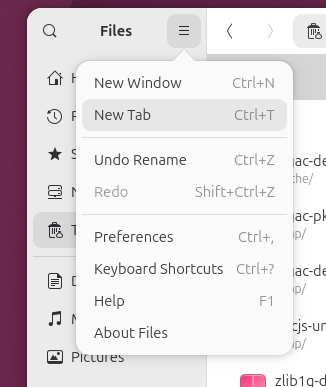 Files
New Window Ctrl+N
New Tab Ctrl+T
Undo Rename Ctrl+Z
Redo Shift+Ctrl+Z
Preferences Ctrl+,
Keyboard Shortcuts Ctrl+?
Help F1
About Files
Pictures
zlib1g-d